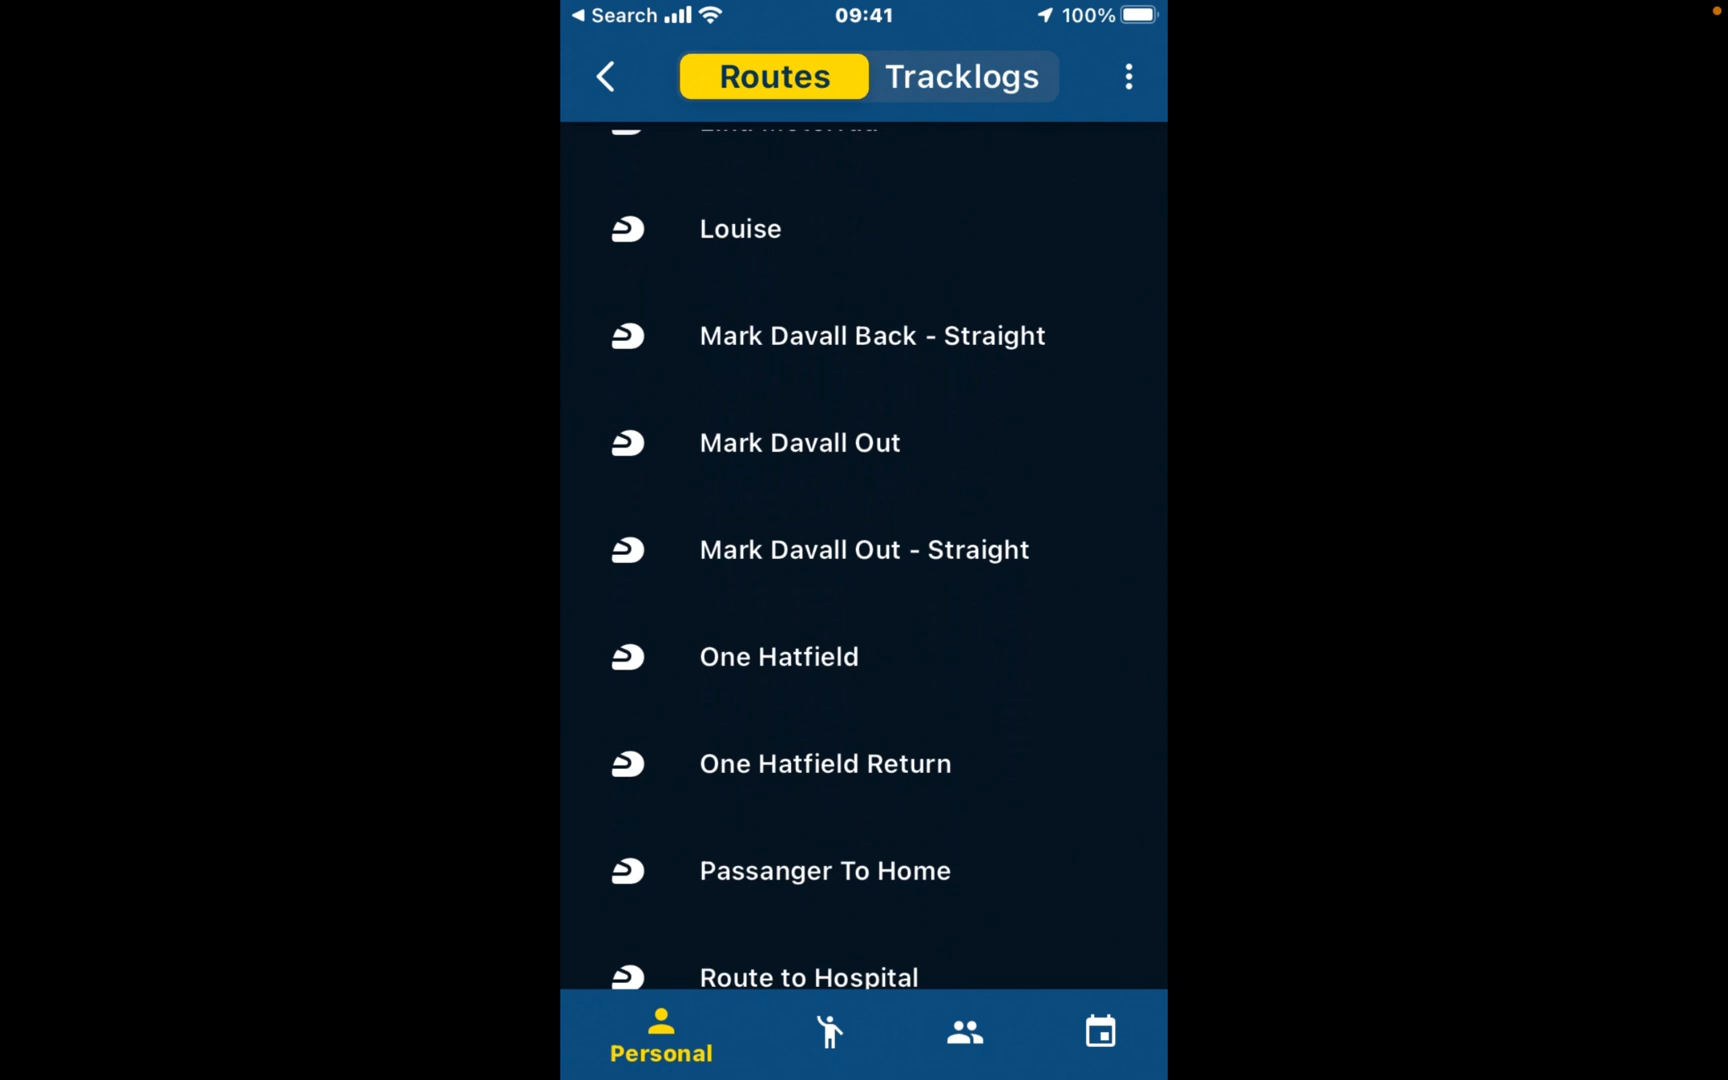 Search
09:41
100%
Routes
Tracklogs
Louise
Mark Davall Back - Straight
Mark Davall Out
Mark Davall Out - Straight
One Hatfield
One Hatfield Return
Passanger To Home
Route to Hospital
Personal